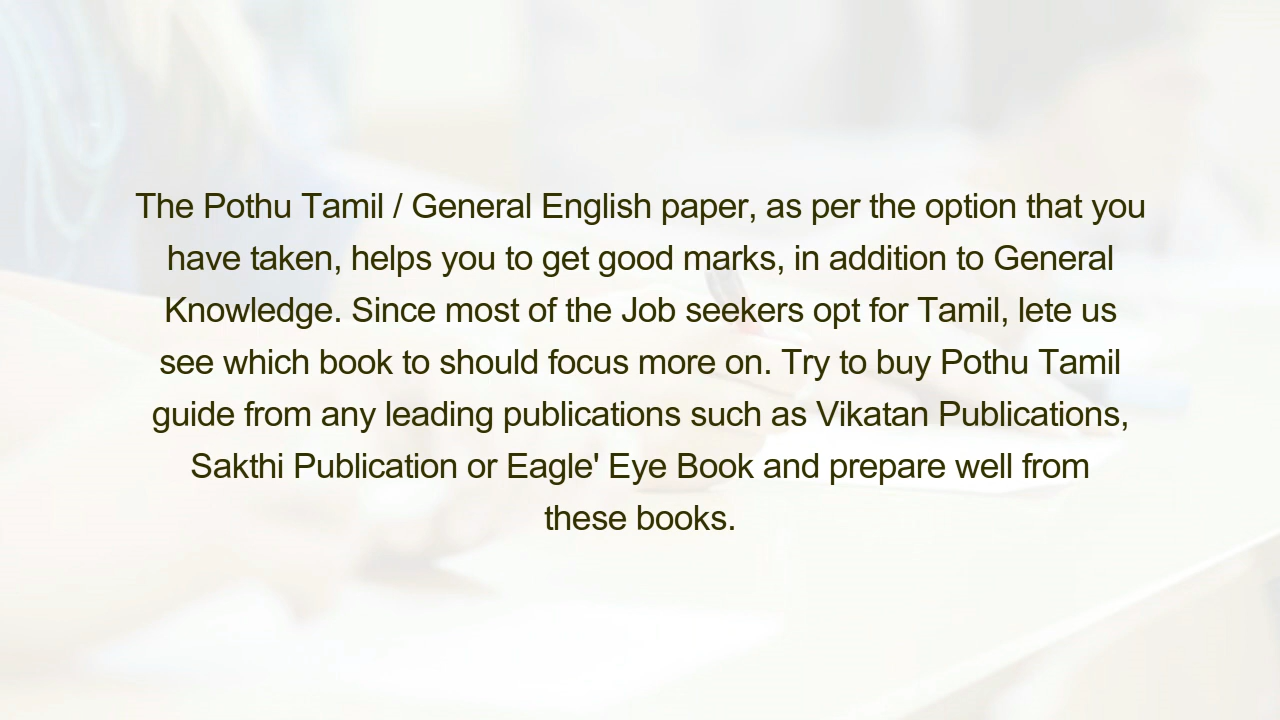 The Pothu Tamil / General English paper, as per the option that you
have taken, helps you to get good marks, in addition to General
Knowledge. Since most of the Job seekers opt for Tamil, lete us
see which book to should focus more on. Try to buy Pothu Tamil
guide from any leading publications such as Vikatan Publications,
Sakthi Publication or Eagle' Eye Book and prepare well from
these books.